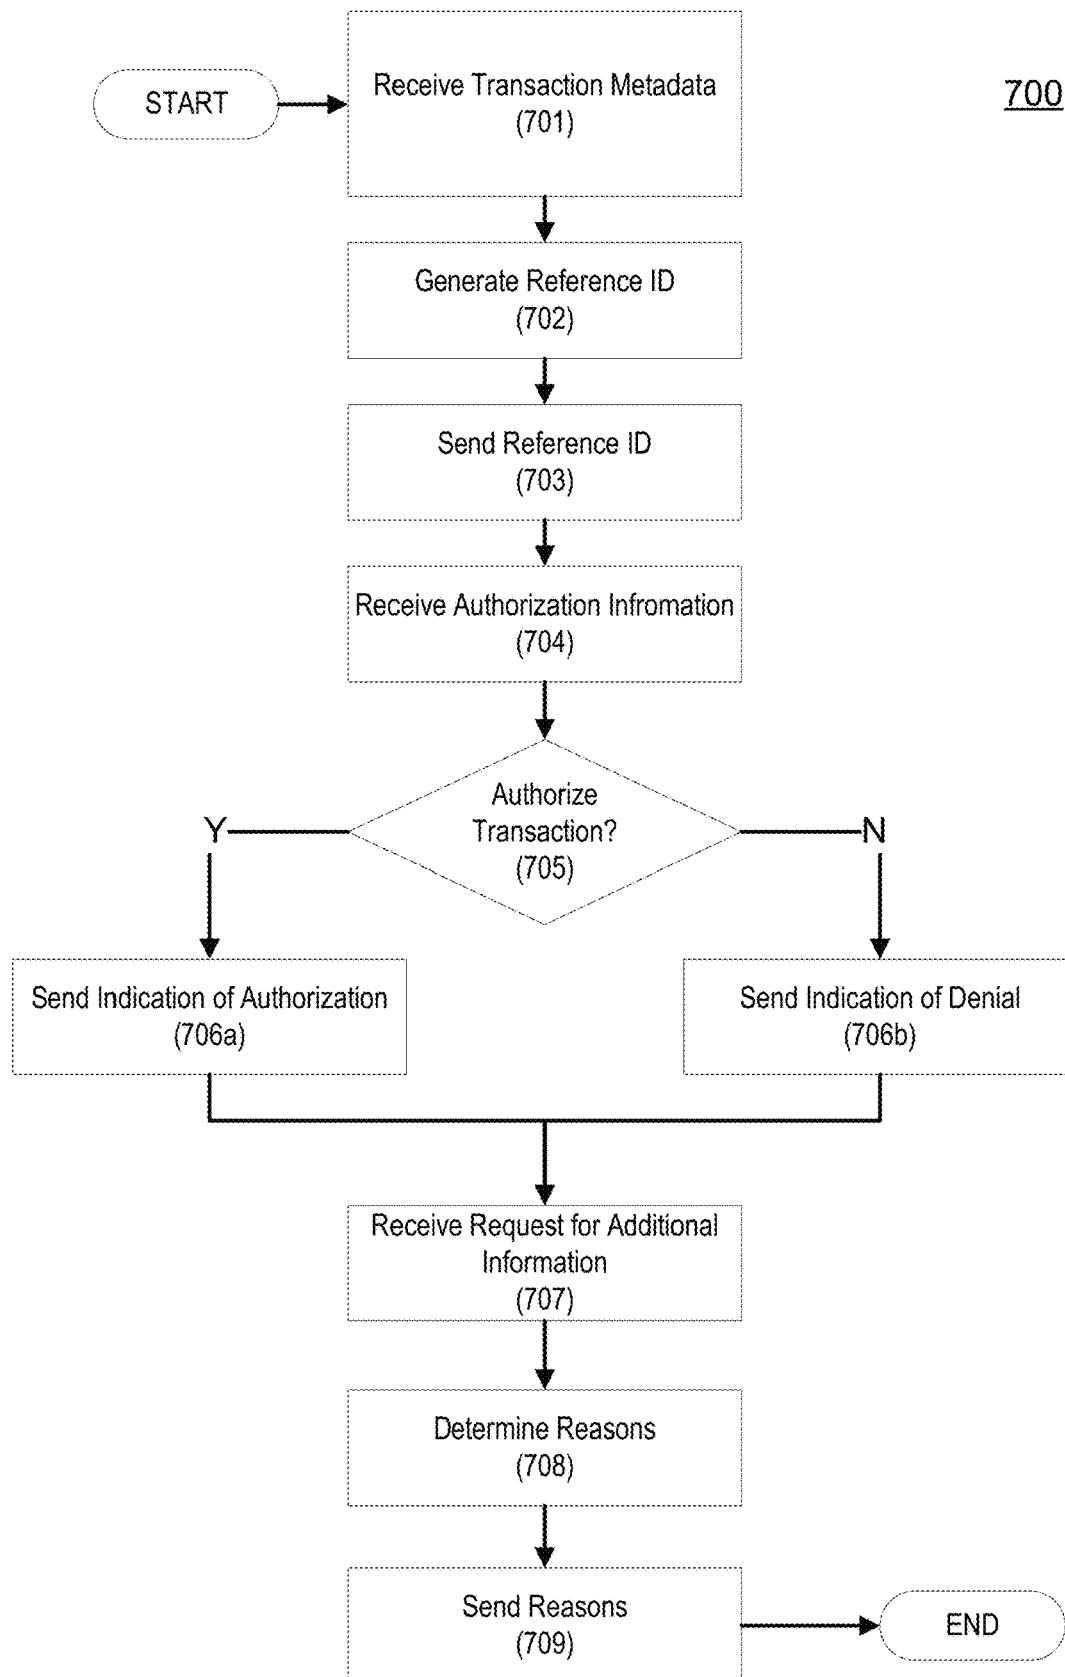 START
Receive Transaction Metadata
(701)
700
Generate Reference ID
(702)
Send Reference ID
(703)
Receive Authorization Infromation
(704)
Authorize
Transaction?
(705)
Y
N
Send Indication of Authorization
(706a)
Send Indication of Denial
(706b)
Receive Request for Additional
Information
(707)
Determine Reasons
(708)
Send Reasons
(709)
END